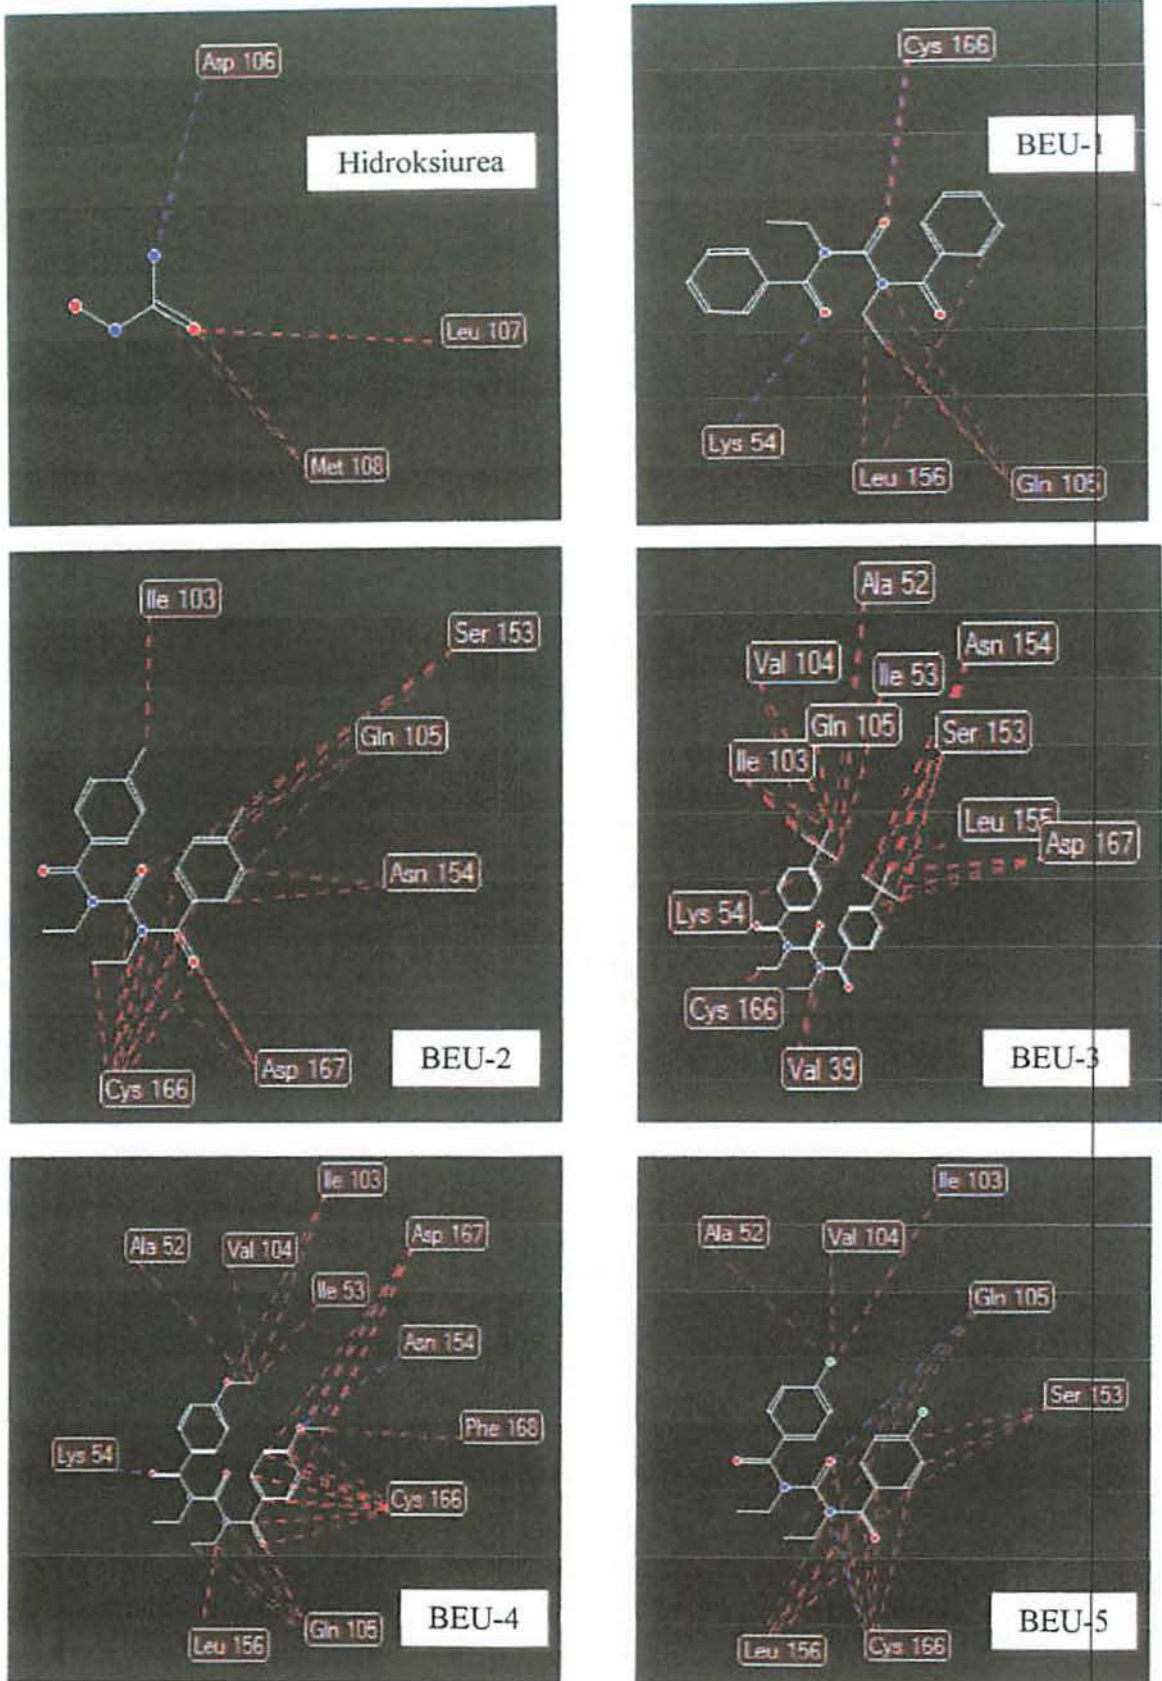 Asp 106
Hidroksiurea
Leu 107
Met 108
Cys 166
BEU-1
Lys 54
Leu 156
Gln 105
Ile 103
Ser 153
Gln 105
Asn 154
Asp 167
BEU-2
Cys 166
Ala 52
Asn 154
Val 104
Ile 53
Gln 105
Ser 153
Ile 103
Leu 155
Asp 167
Lys 54
Cys 166
BEU-3
Val 39
Ile 103
Asp 167
Ala 52
Val 104
Ile 53
Asn 154
Phe 168
Lys 54
Cys 166
BEU-4
Leu 156
Gln 105
Ile 103
Ala 52
Val 104
Gln 105
Ser 153
BEU-5
Leu 156
Cys 166